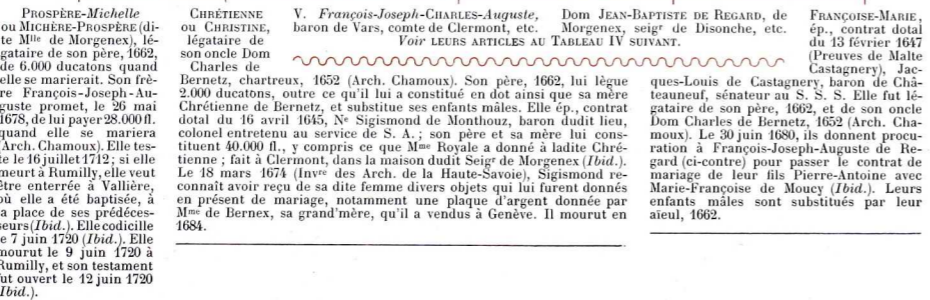 PROSPÈRE-Michelle
ou MICHÈRE-PROSPÈRE (di-
te Mlle de Morgenex), lé-
gataire de son père, 1662,
de 6.000 ducatons quand
elle se marierait. Son frè-
re François-Joseph-Au-
guste promet, le 26 mai
1678, de lui payer 28.000 fl.
quand elle se mariera
(Arch. Chamoux). Elle tes-
te le 16 juillet 1712; si elle
meurt à Rumilly, elle veut
être enterrée à Vallière,
où elle a été baptisée, à
la place de ses prédéces-
seurs (Ibid.). Elle codicille
le 7 juin 1720 (Ibid.). Elle
mourut le 9 juin 1720 à
Rumilly, et son testament
fut ouvert le 12 juin 1720
(Ibid.).
CHRÉTIENNE
ou CHRISTINE,
légataire de
son oncle Dom
Charles de
Bernetz, chartreux, 1652 (Arch. Chamoux). Son père, 1662, lui lègue
2.000 ducatons, outre ce qu'il lui a constitué en dot ainsi que sa mère
Chrétienne de Bernetz, et substitue ses enfants mâles. Elle ép., contrat
dotal du 16 avril 1645, Ne Sigismond de Monthouz, baron dudit lieu,
colonel entretenu au service de S. A.; son père et sa mère lui cons-
tituent 40.000 fl., y compris ce que Mme Royale a donné à ladite Chré-
tienne; fait à Clermont, dans la maison dudit Seigr de Morgenex (Ibid.).
Le 18 mars 1674 (Invre des Arch. de la Haute-Savoie), Sigismond re-
connaît avoir reçu de sa dite femme divers objets qui lui furent donnés
en présent de mariage, notamment une plaque d'argent donnée par
Mme de Bernex, sa grand'mère, qu'il a vendus à Genève. Il mourut en
1684.
V. François-Joseph-CHARLES-Auguste,
baron de Vars, comte de Clermont, etc.
Dom JEAN-BAPTISTE DE REGARD, de
Morgenex, seigr de Disonche, etc.
Voir LEURS ARTICLES AU TABLEAU IV SUIVANT.
FRANÇOISE-MARIE,
ép., contrat dotal
du 13 février 1647
(Preuves de Malte
Castagnery), Jac-
ques-Louis de Castagnery, baron de Châ-
teauneuf, sénateur au S. S. S. Elle fut lé-
gataire de son père, 1662, et de son oncle
Dom Charles de Bernetz, 1652 (Arch. Cha-
moux). Le 30 juin 1680, ils donnent procu-
ration à François-Joseph-Auguste de Re-
gard (ci-contre) pour passer le contrat de
mariage de leur fils Pierre-Antoine avec
Marie-Françoise de Moucy (Ibid.). Leurs
enfants mâles sont substitués par leur
aïeul, 1662.